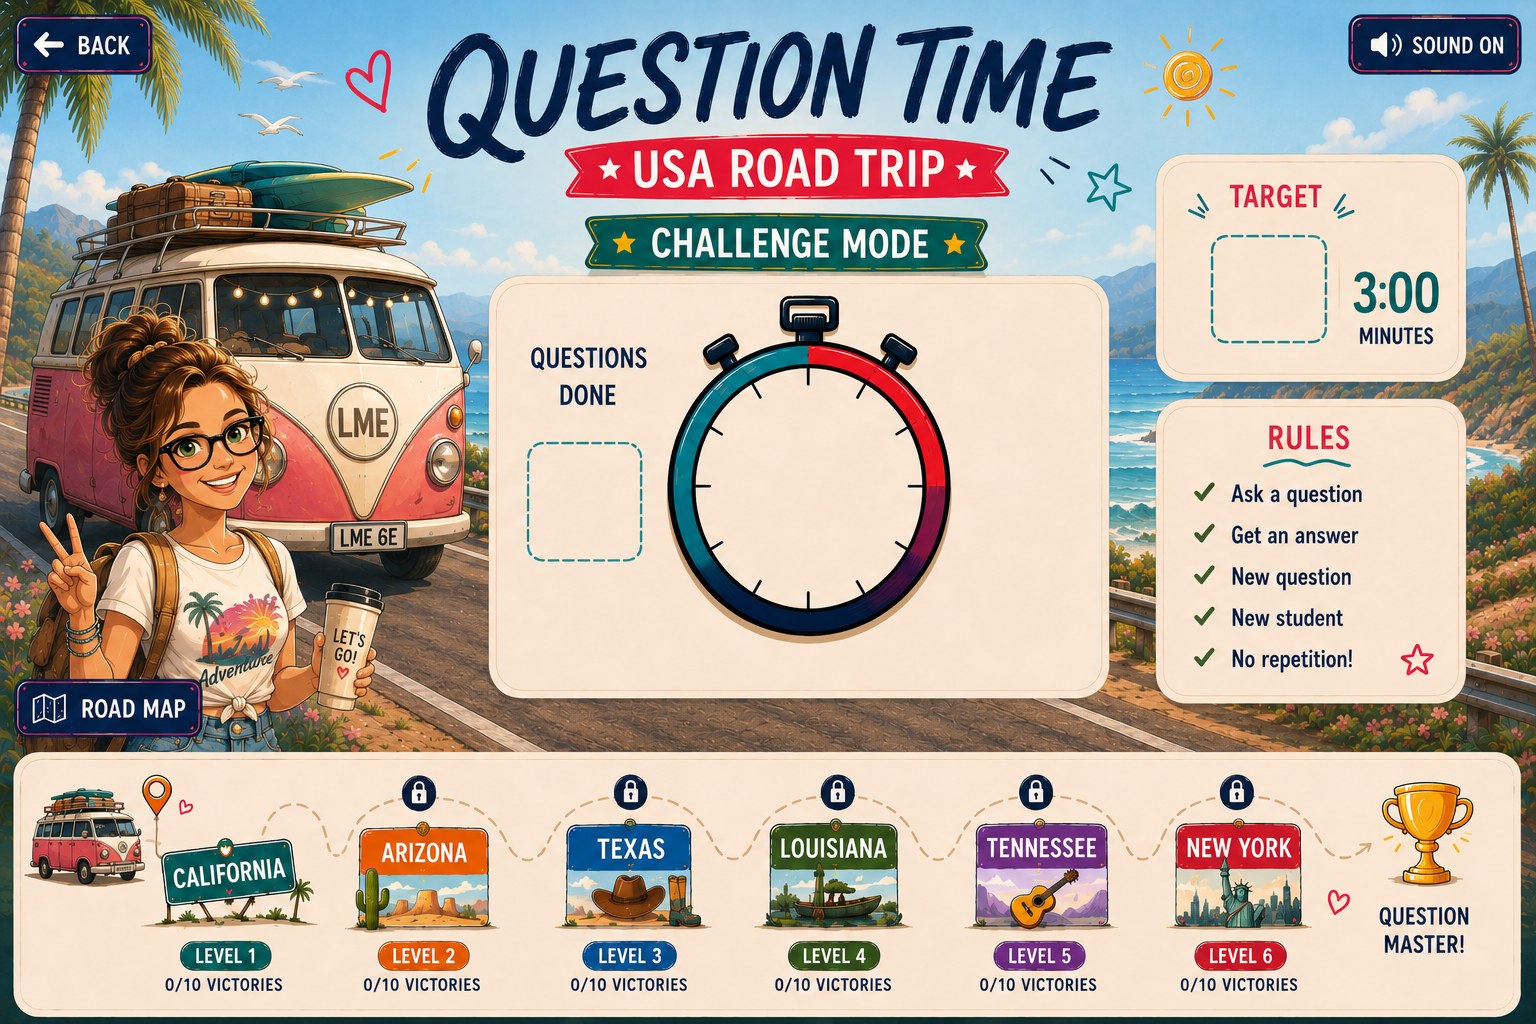 BACK
QUESTION TIME
SOUND ON
★ USA ROAD TRIP ★
★ CHALLENGE MODE ★
TARGET
3:00
MINUTES
QUESTIONS
DONE
LME
LME 6E
RULES
✓ Ask a question
✓ Get an answer
✓ New question
✓ New student
✓ No repetition!
Adventure
LET'S
GO!
ROAD MAP
CALIFORNIA
LEVEL 1
0/10 VICTORIES
ARIZONA
LEVEL 2
0/10 VICTORIES
TEXAS
LEVEL 3
0/10 VICTORIES
LOUISIANA
LEVEL 4
0/10 VICTORIES
TENNESSEE
LEVEL 5
0/10 VICTORIES
NEW YORK
LEVEL 6
0/10 VICTORIES
QUESTION
MASTER!